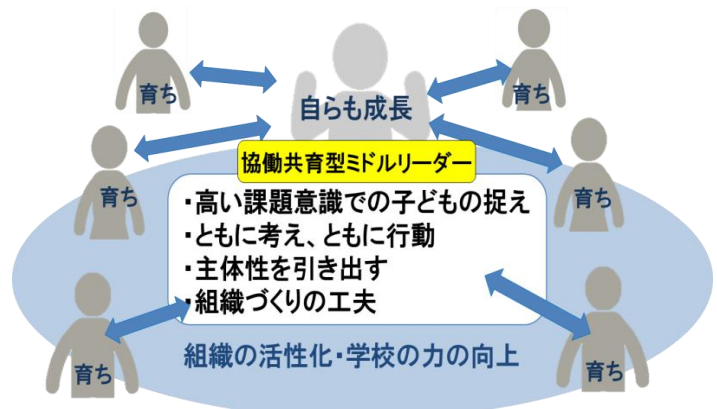 育ち
育ち
自らも成長
協働共育型ミドルリーダー
育ち
育ち
・高い課題意識での子どもの捉え
・ともに考え、ともに行動
・主体性を引き出す
・組織づくりの工夫
組織の活性化・学校の力の向上
育ち
育ち